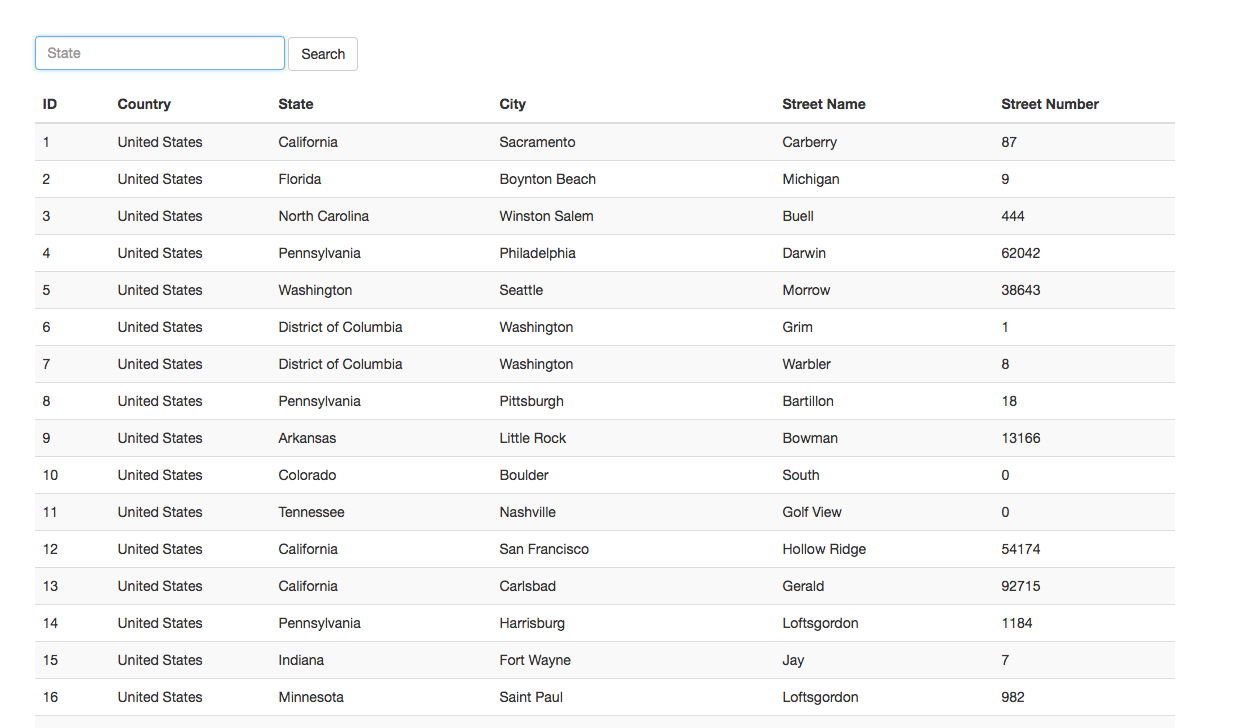 State Search
ID Country State City Street Name Street Number
1 United States California Sacramento Carberry 87
2 United States Florida Boynton Beach Michigan 9
3 United States North Carolina Winston Salem Buell 444
4 United States Pennsylvania Philadelphia Darwin 62042
5 United States Washington Seattle Morrow 38643
6 United States District of Columbia Washington Grim 1
7 United States District of Columbia Washington Warbler 8
8 United States Pennsylvania Pittsburgh Bartillon 18
9 United States Arkansas Little Rock Bowman 13166
10 United States Colorado Boulder South 0
11 United States Tennessee Nashville Golf View 0
12 United States California San Francisco Hollow Ridge 54174
13 United States California Carlsbad Gerald 92715
14 United States Pennsylvania Harrisburg Loftsgordon 1184
15 United States Indiana Fort Wayne Jay 7
16 United States Minnesota Saint Paul Loftsgordon 982